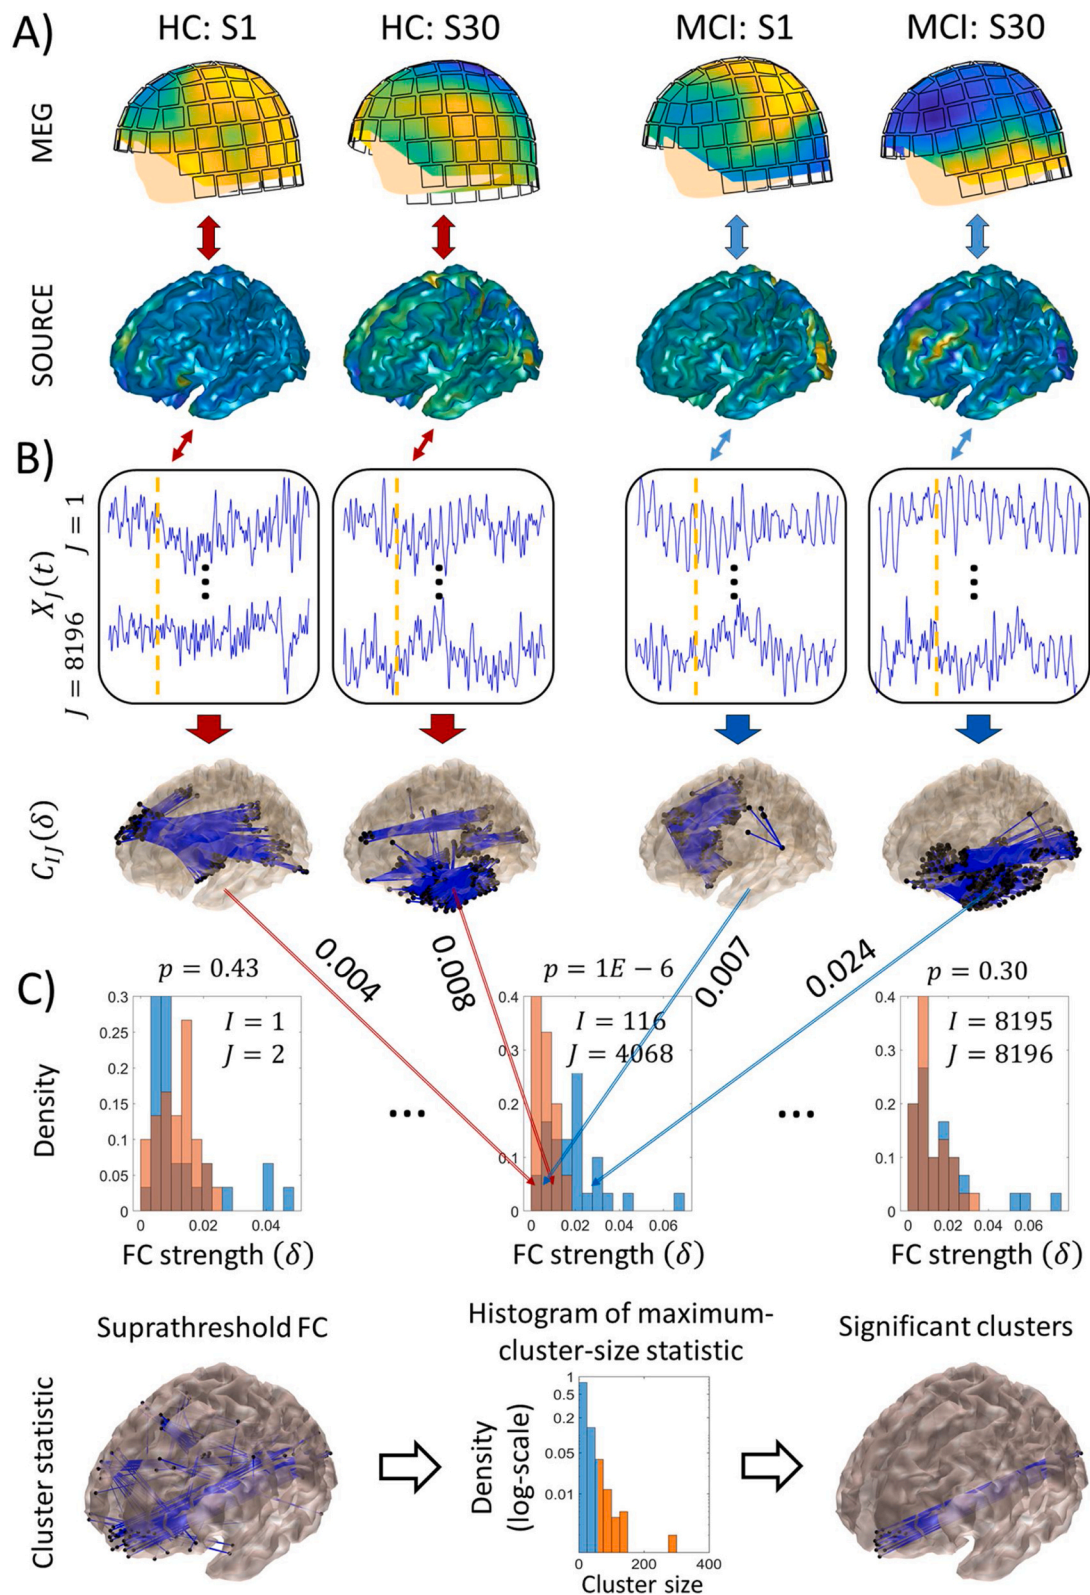 A)
HC: S1
HC: S30
MCI: S1
MCI: S30
MEG
SOURCE
B)
X_J(t)
J = 1
J = 8196
C_IJ(δ)
0.004
0.008
0.007
0.024
C)
p = 0.43
p = 1E − 6
p = 0.30
Density
0.3
0.25
0.2
0.15
0.1
0.05
0
I = 1
J = 2
0
0.02
0.04
FC strength (δ)
0.4
0.3
0.2
0.1
0
I = 116
J = 4068
0
0.02
0.04
0.06
FC strength (δ)
0.4
0.3
0.2
0.1
0
I = 8195
J = 8196
0
0.02
0.04
0.06
FC strength (δ)
Cluster statistic
Suprathreshold FC
Histogram of maximum-
cluster-size statistic
Density
(log-scale)
1
0.5
0.2
0.05
0.01
0
200
400
Cluster size
Significant clusters